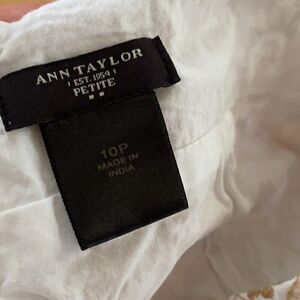 ANN TAYLOR
EST. 1954
PETITE
10P
MADE IN
INDIA